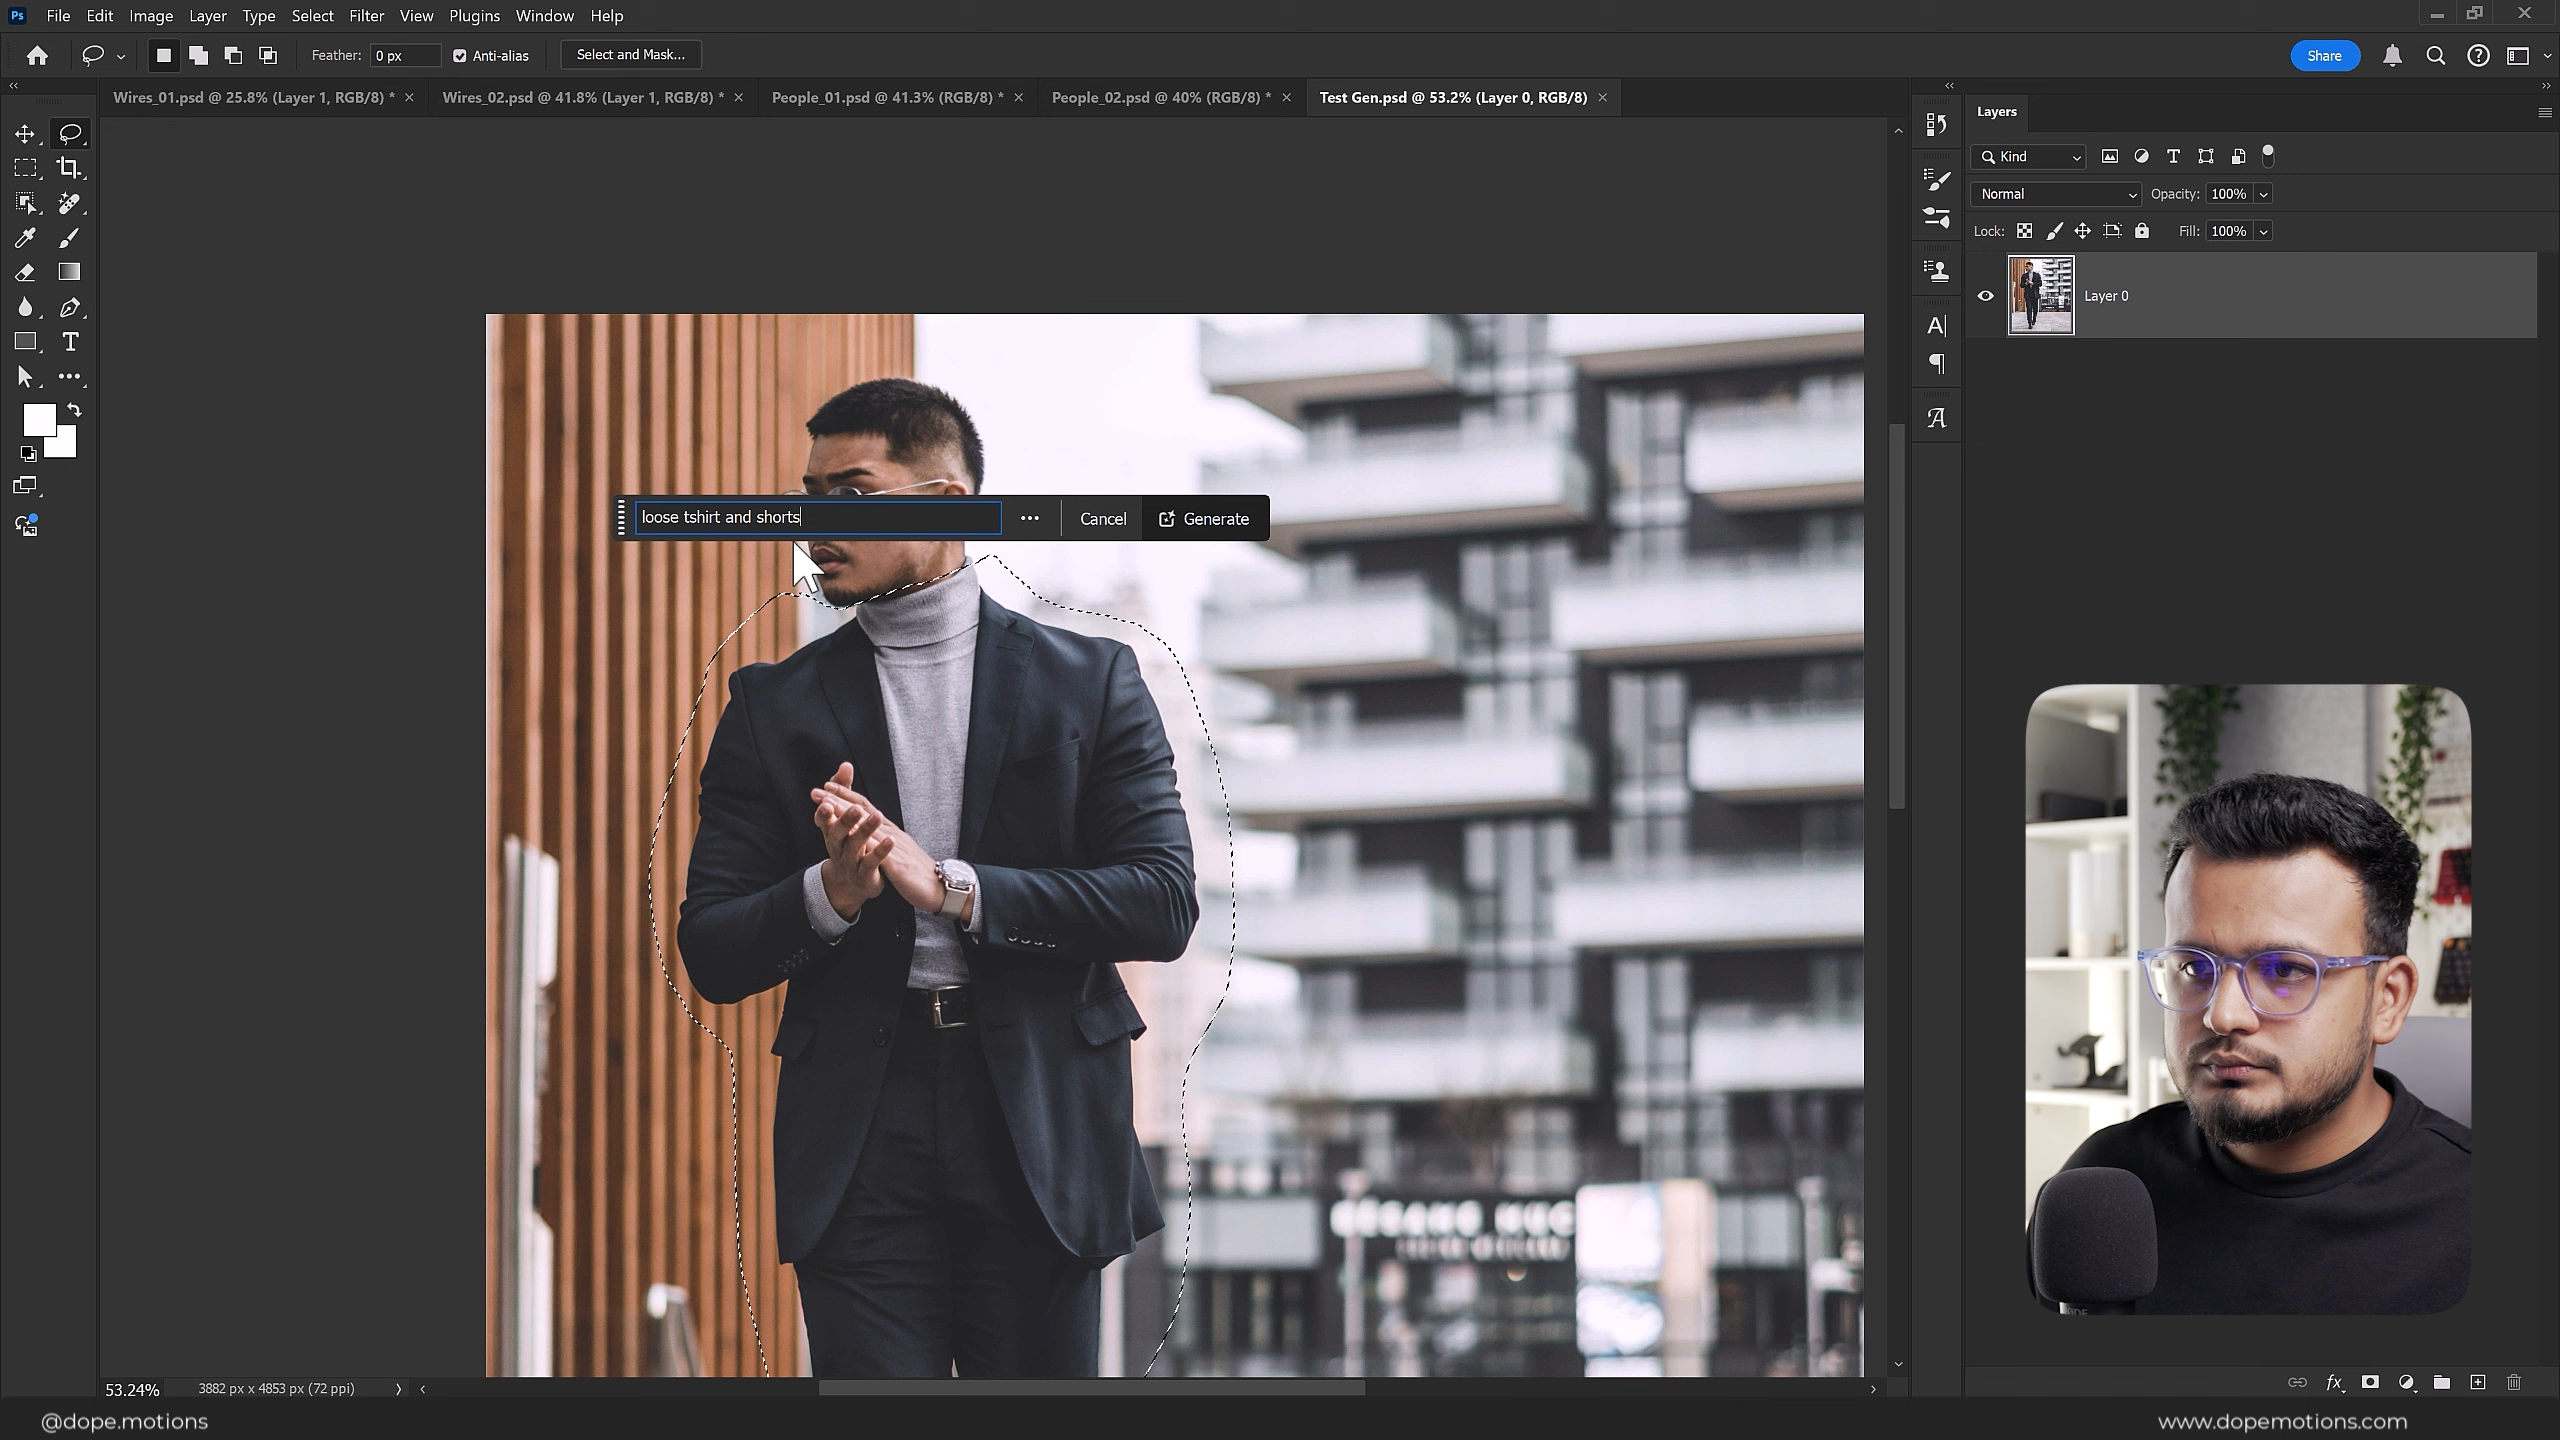 Ps File Edit Image Layer Type Select Filter View Plugins Window Help
Feather: 0 px Anti-alias Select and Mask... Share
Wires_01.psd @ 25.8% (Layer 1, RGB/8) * Wires_02.psd @ 41.8% (Layer 1, RGB/8) * People_01.psd @ 41.3% (RGB/8) * People_02.psd @ 40% (RGB/8) * Test Gen.psd @ 53.2% (Layer 0, RGB/8)
Layers
Kind
Normal Opacity: 100%
Lock: Fill: 100%
Layer 0
loose tshirt and shorts Cancel Generate
53.24% 3882 px x 4853 px (72 ppi)
@dope.motions www.dopemotions.com